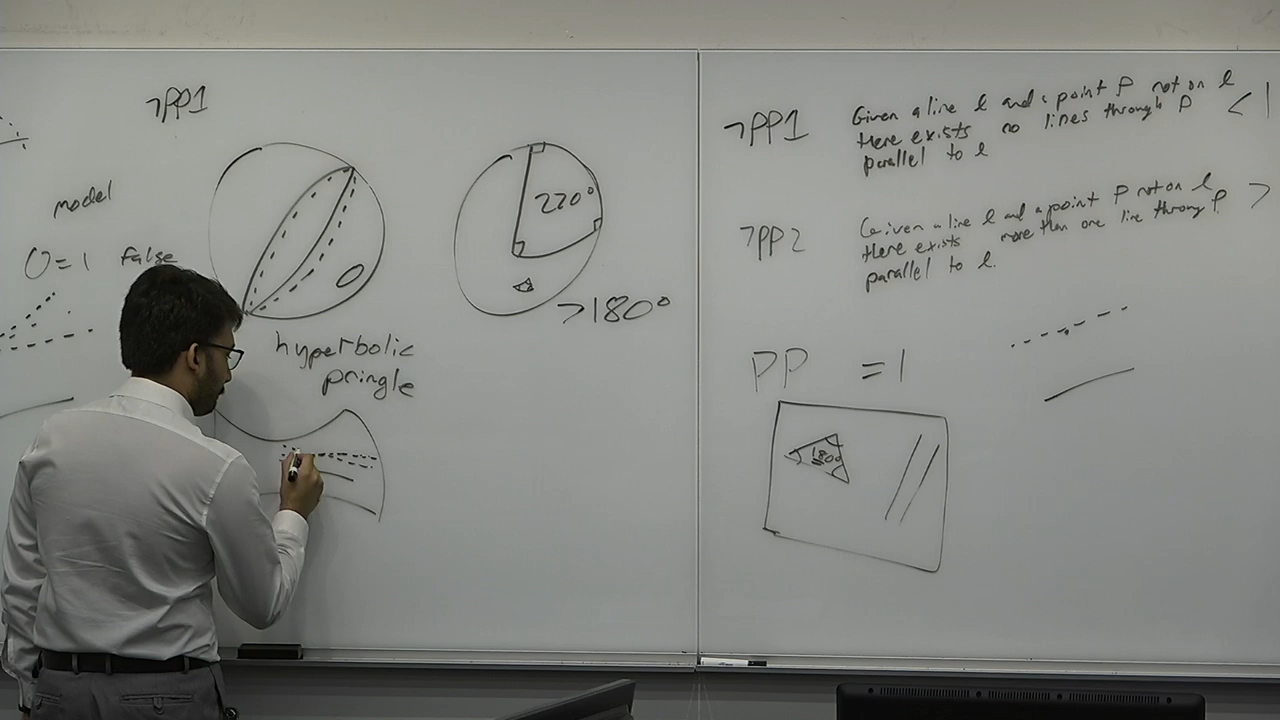 ¬PP1
model
0=1 false
220°
>180°
hyperbolic
pringle
¬PP1 Given a line l and a point P not on l
there exists no lines through P <1
parallel to l
¬PP2 Given a line l and a point P not on l
there exists more than one line through P >
parallel to l.
PP =1
180°